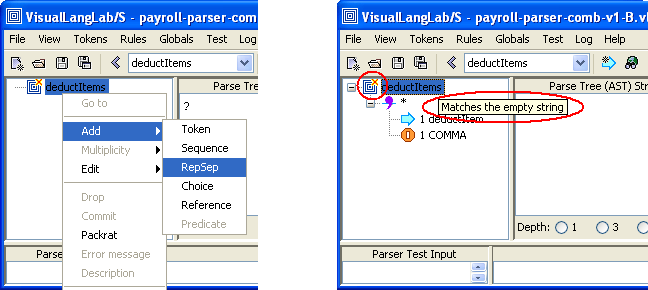 VisualLangLab/S - payroll-parser-com
File View Tokens Rules Globals Test
deductItems
Parse Tre
deductItems
?
Go to
Add
Multiplicity
Edit
Drop
Commit
Packrat
Error message
Description
Token
Sequence
RepSep
Choice
Reference
Predicate
Par
VisualLangLab/S - payroll-parser-comb-v1-B.v
File View Tokens Rules Globals Test Log Help
deductItems
Parse Tree (AST) Str
deductItems
*
Matches the empty string
1 deductItem
1 COMMA
Depth: 1 3
Parser Test Input